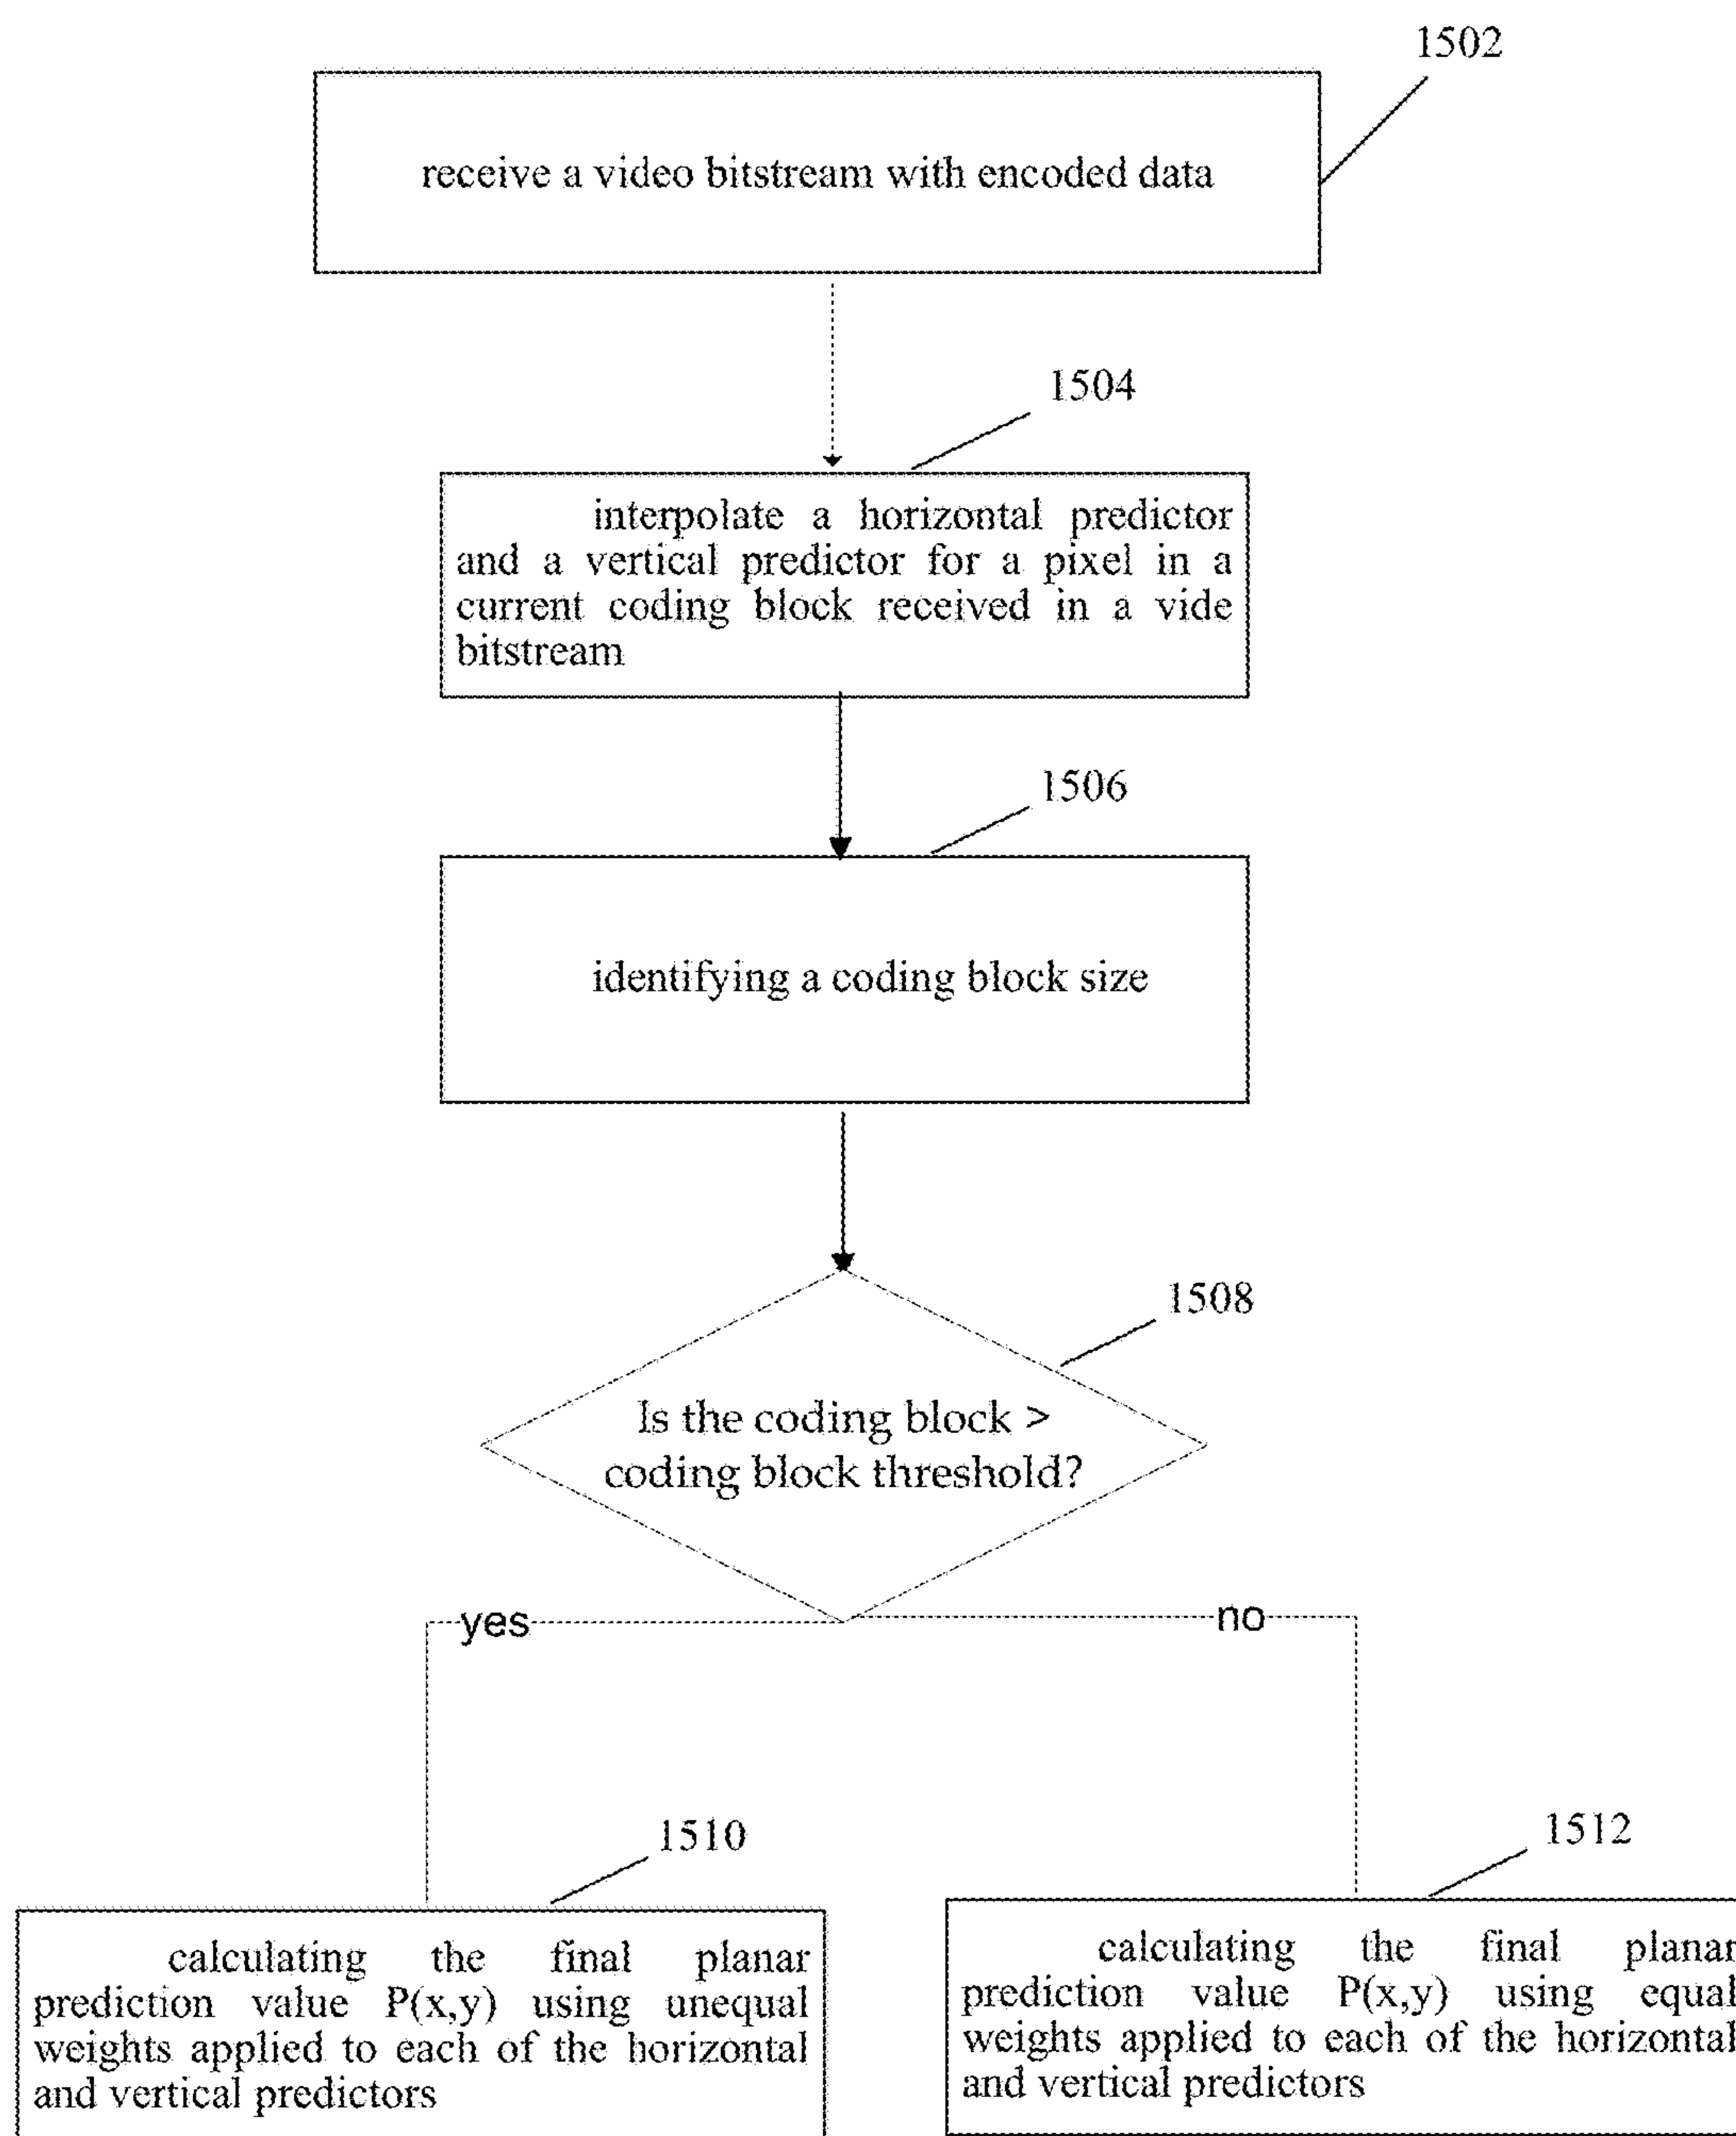 1502
receive a video bitstream with encoded data
1504
interpolate a horizontal predictor
and a vertical predictor for a pixel in a
current coding block received in a vide
bitstream
1506
identifying a coding block size
1508
Is the coding block >
coding block threshold?
yes
no
1510
calculating the final planar
prediction value P(x,y) using unequal
weights applied to each of the horizontal
and vertical predictors
1512
calculating the final planar
prediction value P(x,y) using equal
weights applied to each of the horizontal
and vertical predictors